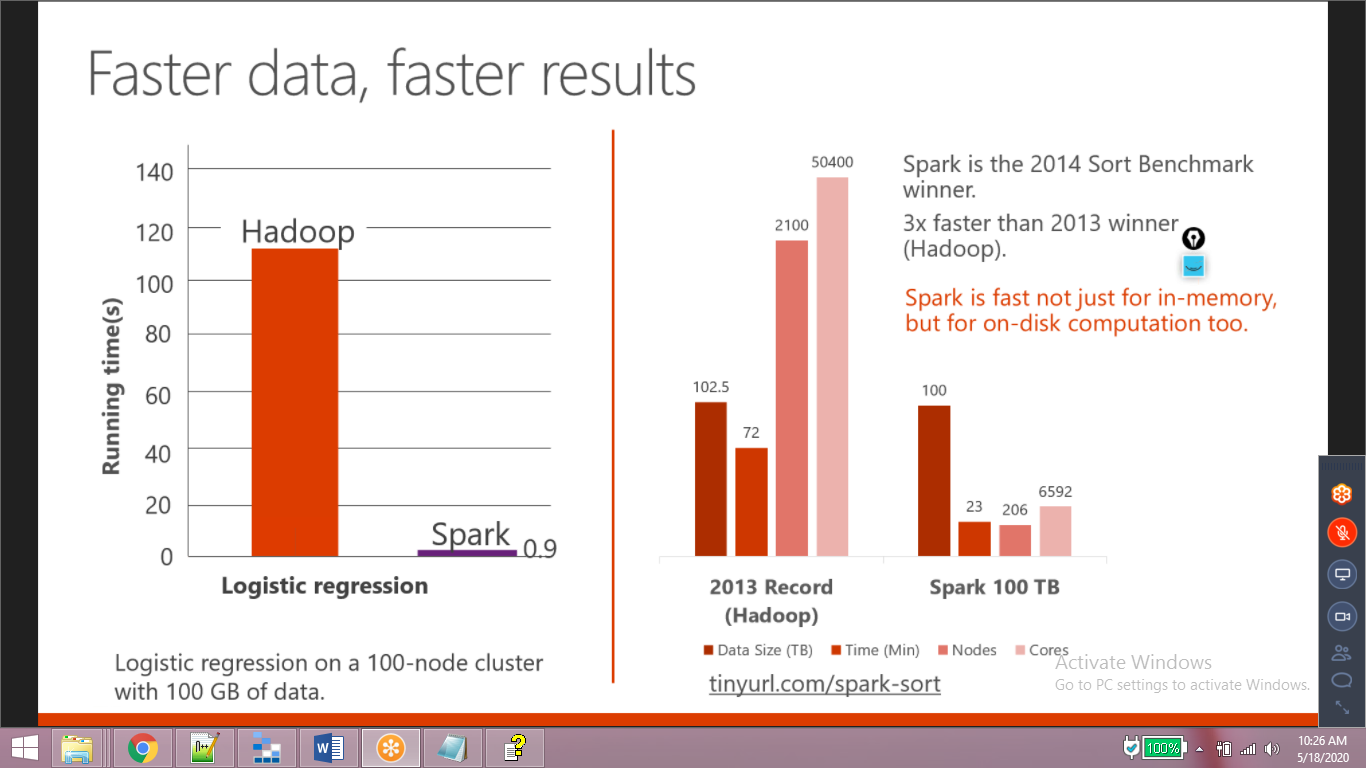 Faster data, faster results
140
120
100
80
60
40
20
0
Running time(s)
Hadoop
Spark
0.9
Logistic regression
Logistic regression on a 100-node cluster
with 100 GB of data.
102.5
72
2100
50400
100
23
206
6592
2013 Record
(Hadoop)
Spark 100 TB
Data Size (TB) Time (Min) Nodes Cores
tinyurl.com/spark-sort
Spark is the 2014 Sort Benchmark
winner.
3x faster than 2013 winner
(Hadoop).
Spark is fast not just for in-memory,
but for on-disk computation too.
Activate Windows
Go to PC settings to activate Windows.
100%
10:26 AM
5/18/2020